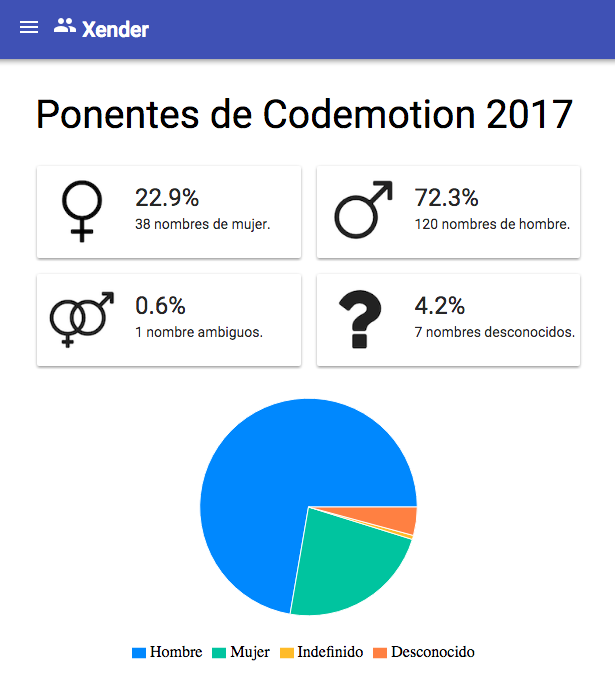 Xender
Ponentes de Codemotion 2017
22.9%
38 nombres de mujer.
72.3%
120 nombres de hombre.
0.6%
1 nombre ambiguos.
4.2%
7 nombres desconocidos.
Hombre Mujer Indefinido Desconocido